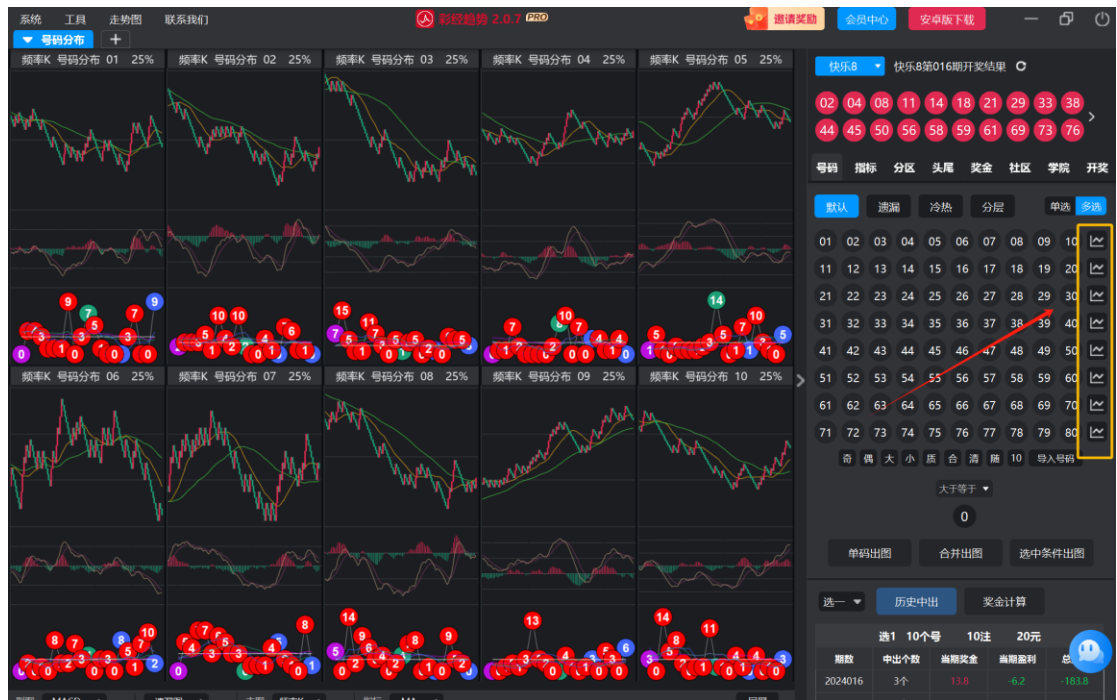 系统 工具 走势图 联系我们 彩经趋势 2.0.7 PRO 邀请奖励 会员中心 安卓版下载
号码分布 +
频率K 号码分布 01 25% 频率K 号码分布 02 25% 频率K 号码分布 03 25% 频率K 号码分布 04 25% 频率K 号码分布 05 25%
频率K 号码分布 06 25% 频率K 号码分布 07 25% 频率K 号码分布 08 25% 频率K 号码分布 09 25% 频率K 号码分布 10 25%
快乐8 快乐8第016期开奖结果
02 04 08 11 14 18 21 29 33 38
44 45 50 56 58 59 61 69 73 76
号码 指标 分区 头尾 奖金 社区 学院 开奖
默认 遗漏 冷热 分层 单选 多选
01 02 03 04 05 06 07 08 09 10
11 12 13 14 15 16 17 18 19 20
21 22 23 24 25 26 27 28 29 30
31 32 33 34 35 36 37 38 39 40
41 42 43 44 45 46 47 48 49 50
51 52 53 54 55 56 57 58 59 60
61 62 63 64 65 66 67 68 69 70
71 72 73 74 75 76 77 78 79 80
奇 偶 大 小 质 合 清 随 10 导入号码
大于等于
0
单码出图 合并出图 选中条件出图
选一 历史中出 奖金计算
选1 10个号 10注 20元
期数 中出个数 当期奖金 当期盈利
2024016 3个 13.8 -6.2 -183.8